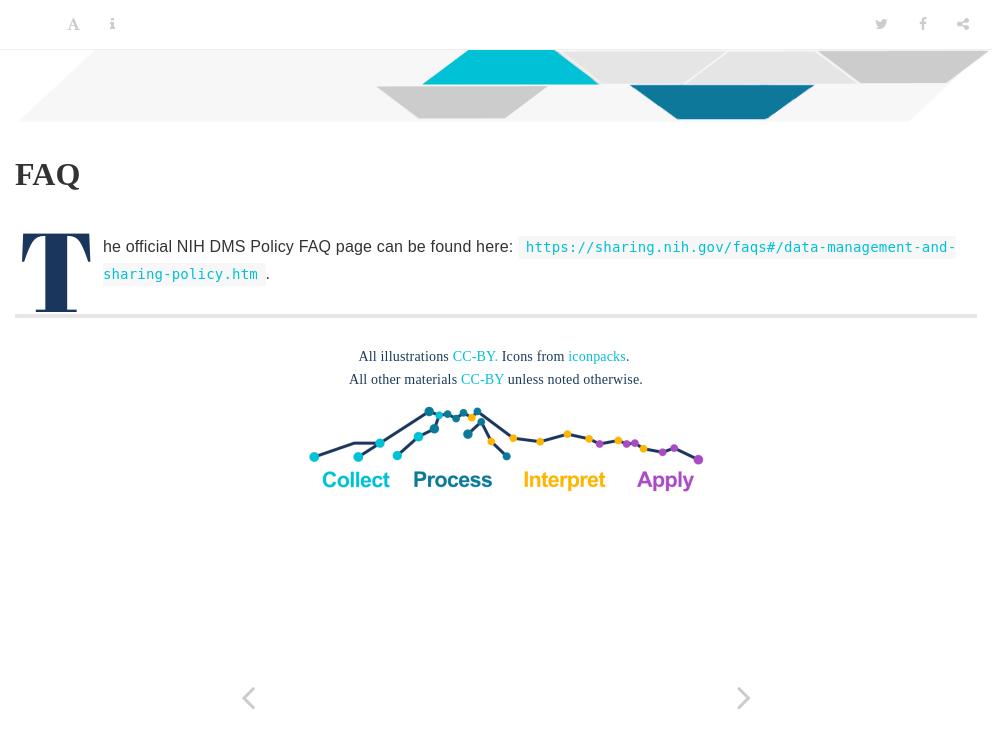 FAQ
The official NIH DMS Policy FAQ page can be found here: https://sharing.nih.gov/faqs#/data-management-and-
sharing-policy.htm .
All illustrations CC-BY. Icons from iconpacks.
All other materials CC-BY unless noted otherwise.
Collect Process Interpret Apply